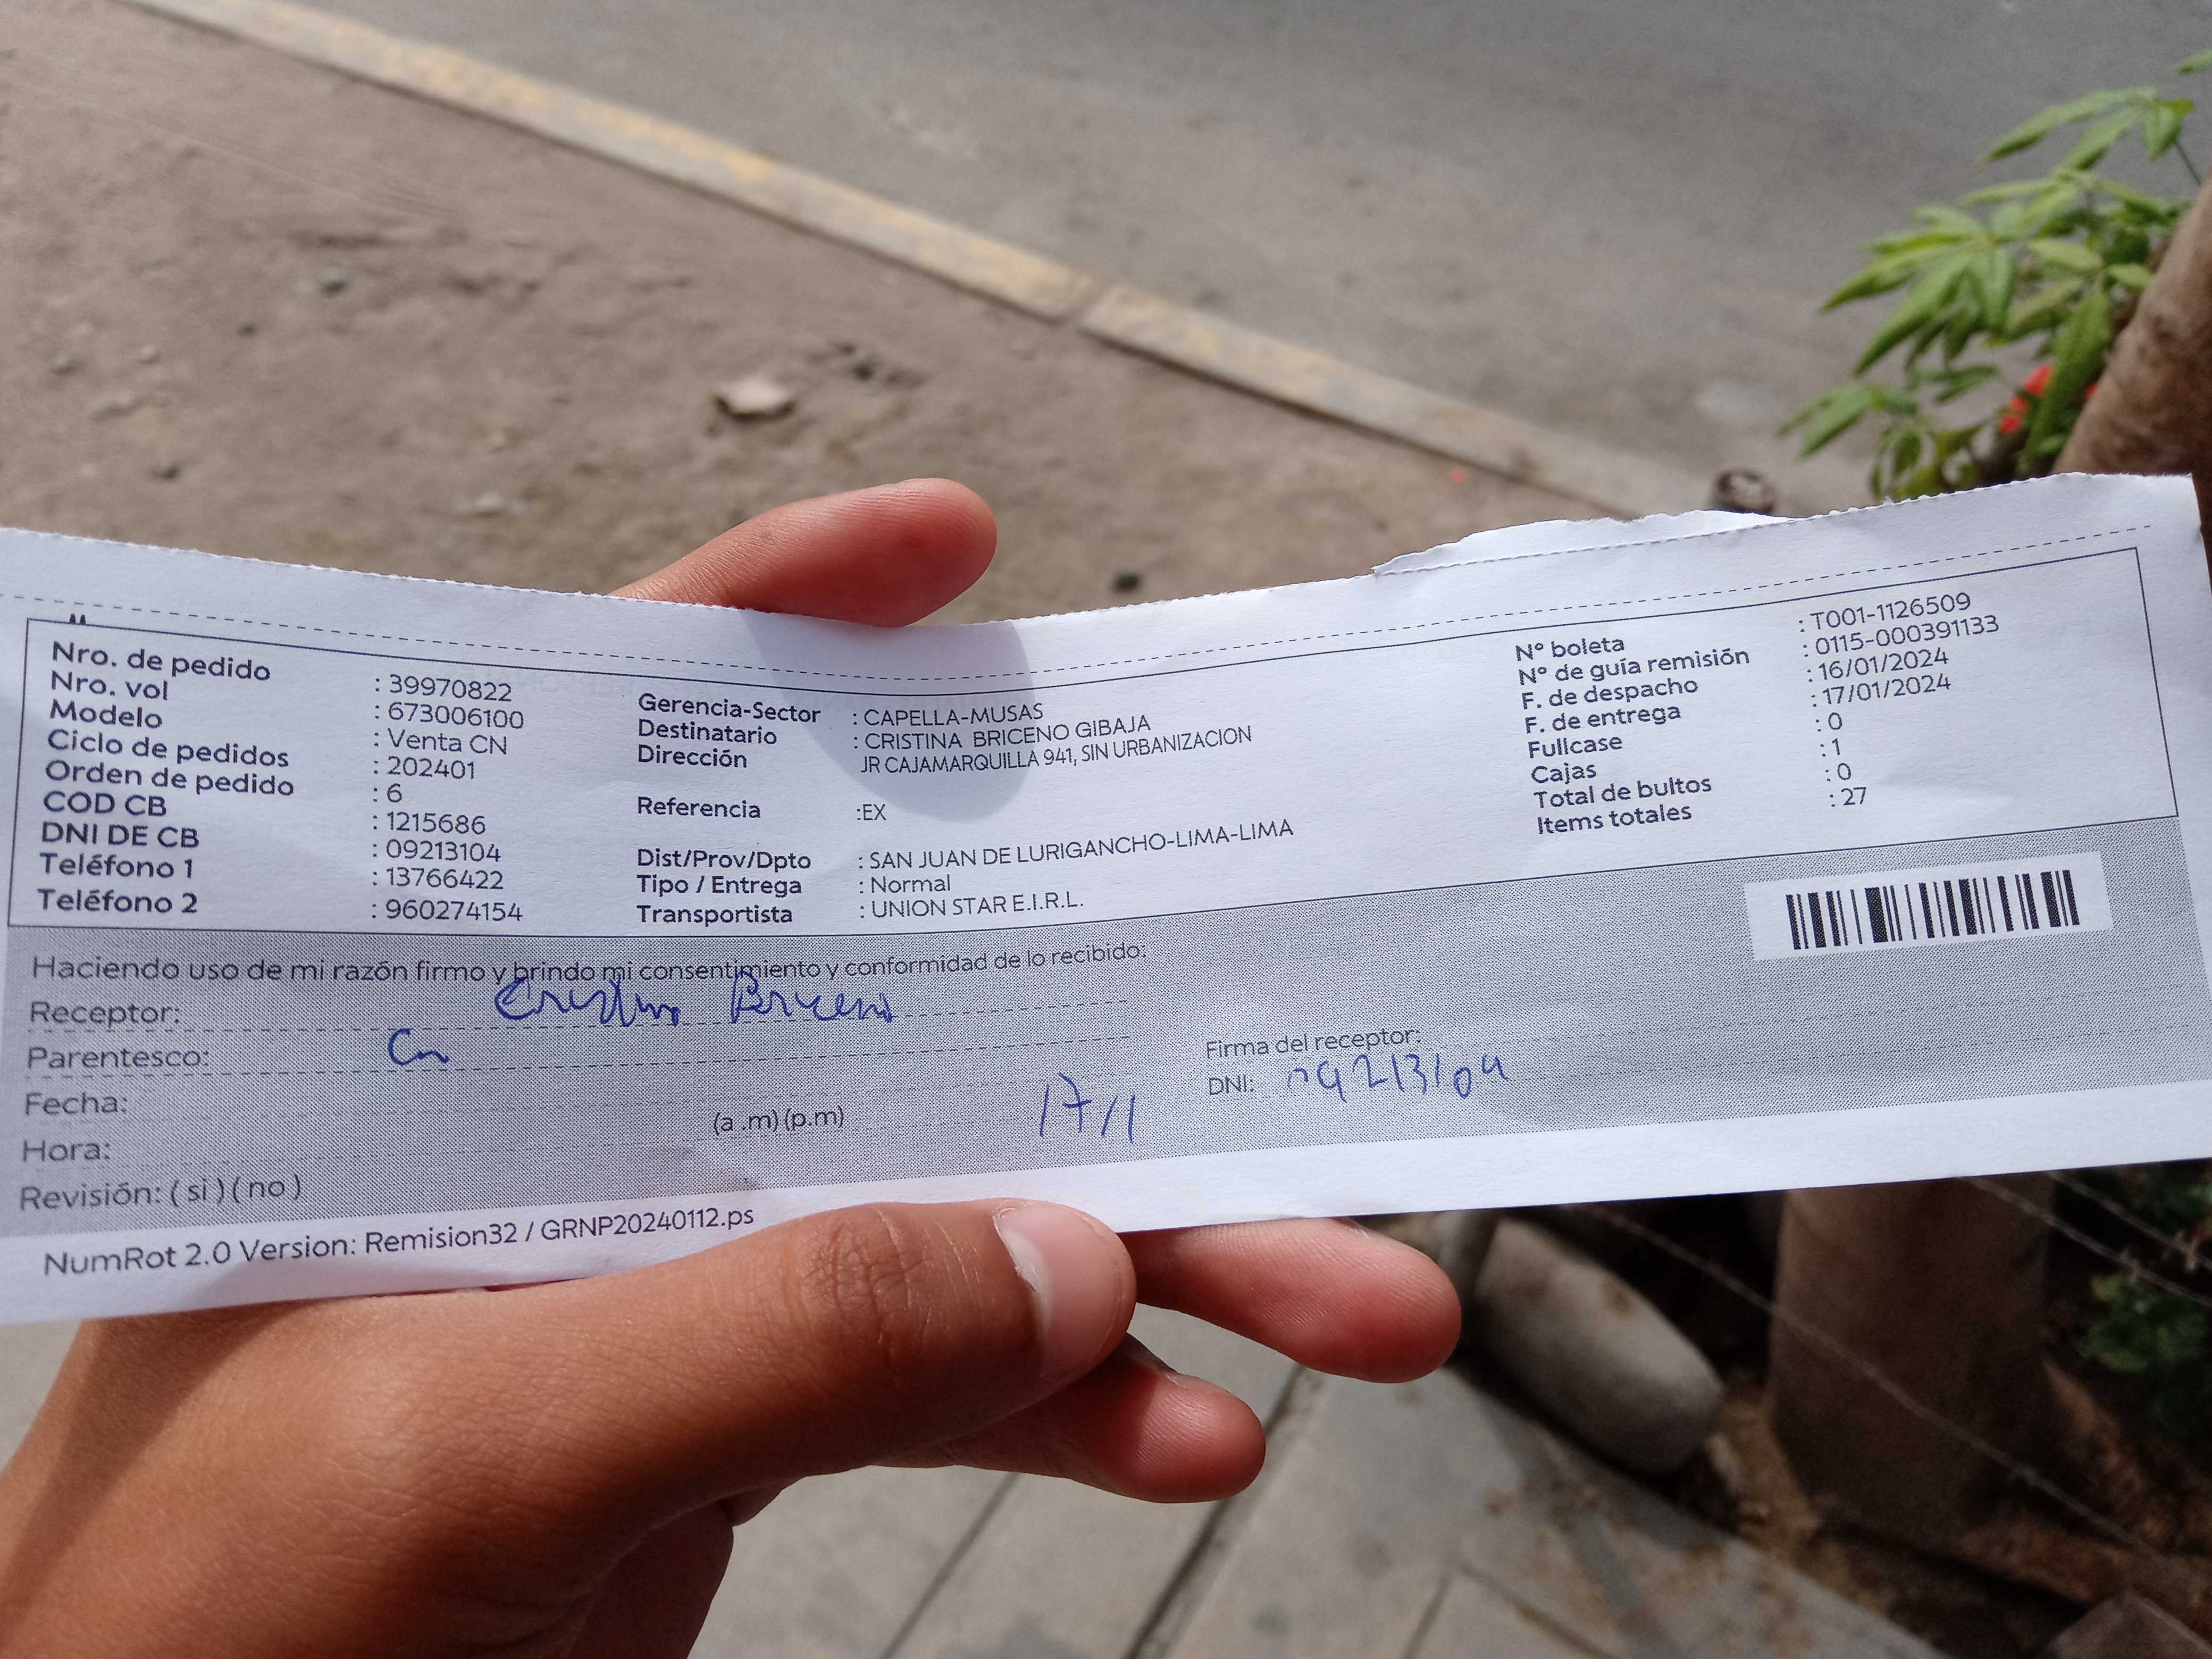 Nro. de pedido : 39970822
Nro. vol : 673006100
Modelo : Venta CN
Ciclo de pedidos : 202401
Orden de pedido : 6
COD CB : 1215686
DNI DE CB : 09213104
Teléfono 1 : 13766422
Teléfono 2 : 960274154
Gerencia-Sector : CAPELLA-MUSAS
Destinatario : CRISTINA BRICENO GIBAJA
Dirección JR CAJAMARQUILLA 941, SIN URBANIZACION
Referencia :EX
Dist/Prov/Dpto : SAN JUAN DE LURIGANCHO-LIMA-LIMA
Tipo / Entrega : Normal
Transportista : UNION STAR E.I.R.L.
N° boleta : T001-1126509
N° de guía remisión : 0115-000391133
F. de despacho : 16/01/2024
F. de entrega : 17/01/2024
Fullcase : 0
Cajas : 1
Total de bultos : 0
Items totales : 27
Haciendo uso de mi razón firmo y brindo mi consentimiento y conformidad de lo recibido:
Receptor: Briceno
Parentesco:
Fecha: 17/1
Hora: (a .m) (p.m)
Revisión: ( si ) ( no )
Firma del receptor:
DNI: 09213104
NumRot 2.0 Version: Remision32 / GRNP20240112.ps